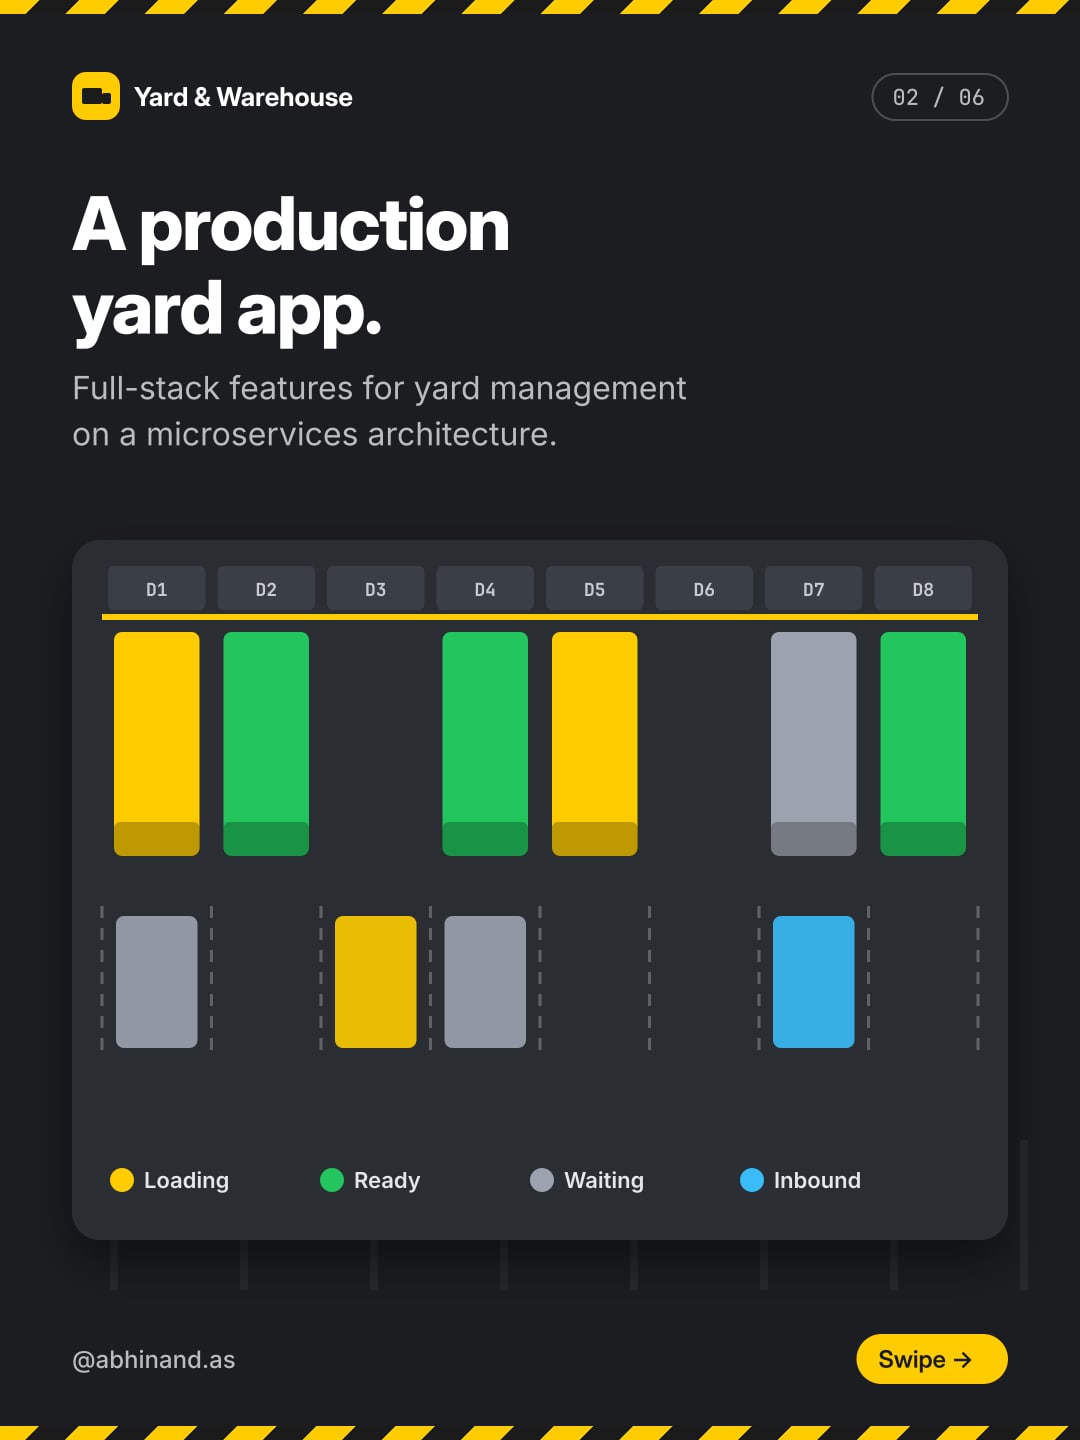 Yard & Warehouse
02 / 06
A production
yard app.
Full-stack features for yard management
on a microservices architecture.
D1 D2 D3 D4 D5 D6 D7 D8
Loading Ready Waiting Inbound
@abhinand.as
Swipe →